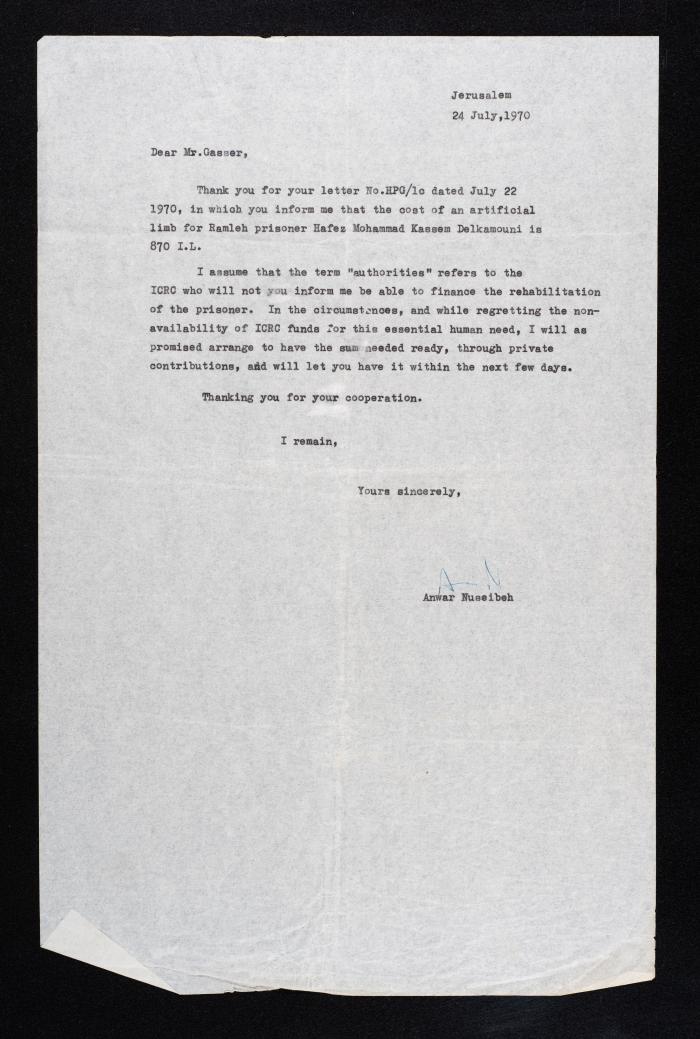 Jerusalem
24 July,1970
Dear Mr.Gasser,
Thank you for your letter No.HPG/lc dated July 22
1970, in which you inform me that the cost of an artificial
limb for Ramleh prisoner Hafez Mohammad Kassem Delkamouni is
870 I.L.
I assume that the term "authorities" refers to the
ICRC who will not you inform me be able to finance the rehabilitation
of the prisoner. In the circumstances, and while regretting the non-
availability of ICRC funds for this essential human need, I will as
promised arrange to have the sum needed ready, through private
contributions, and will let you have it within the next few days.
Thanking you for your cooperation.
I remain,
Yours sincerely,
Anwar Nuseibeh